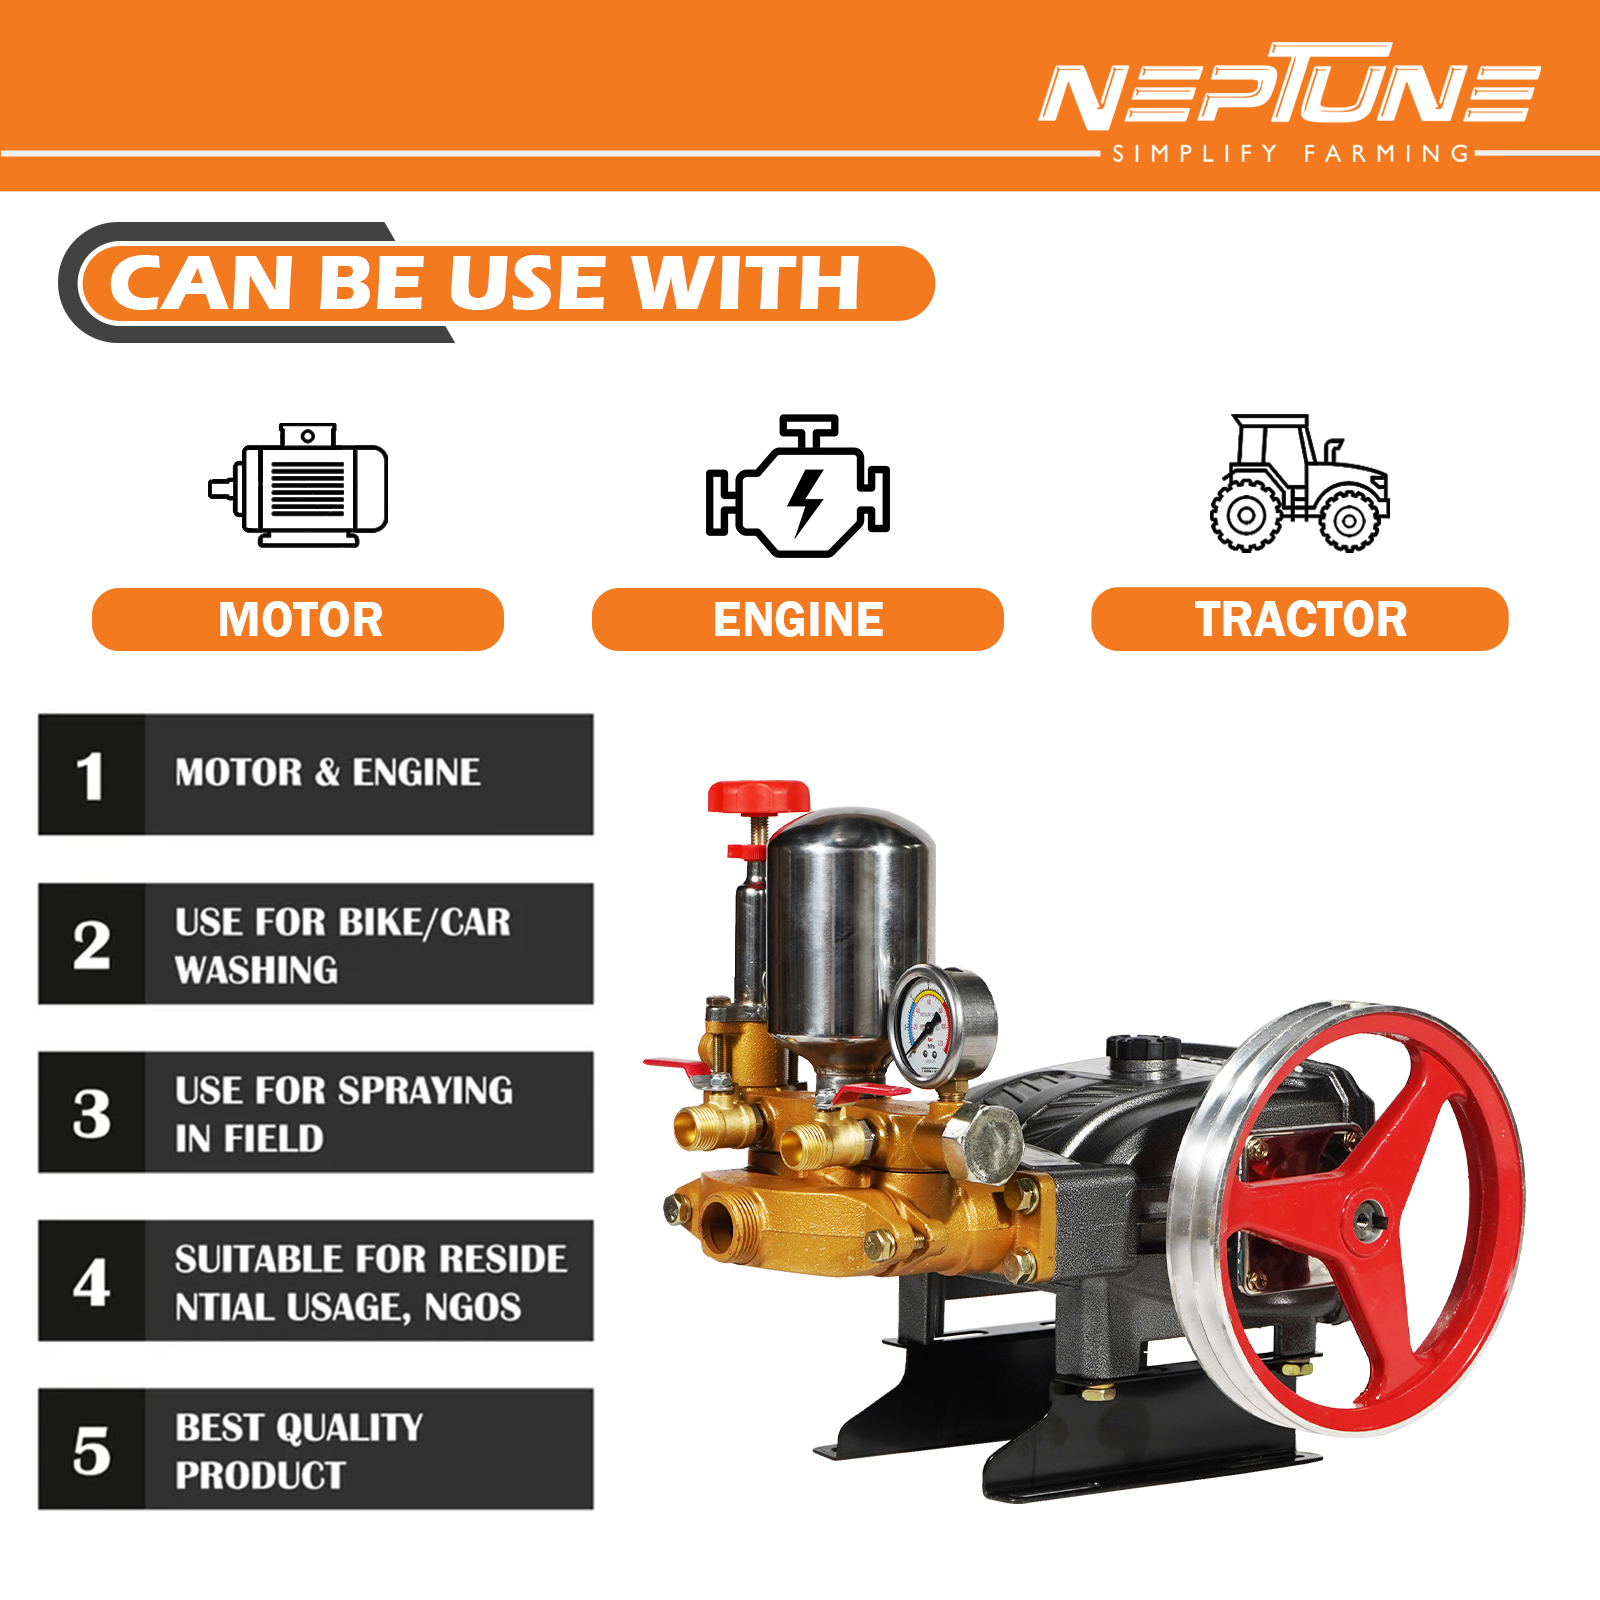 NEPTUNE
SIMPLIFY FARMING
CAN BE USE WITH
MOTOR
ENGINE
TRACTOR
1
MOTOR & ENGINE
2
USE FOR BIKE/CAR
WASHING
3
USE FOR SPRAYING
IN FIELD
4
SUITABLE FOR RESIDE
NTIAL USAGE, NGOS
5
BEST QUALITY
PRODUCT